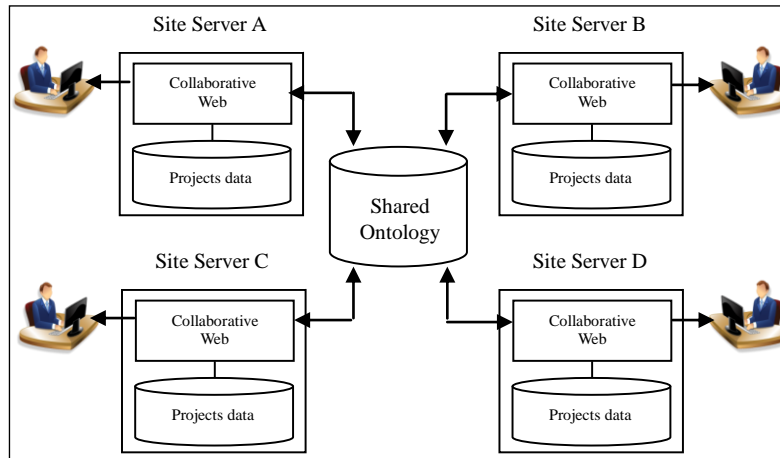 Site Server A
Site Server B
Collaborative
Web
Projects data
Collaborative
Web
Projects data
Shared
Ontology
Site Server C
Site Server D
Collaborative
Web
Projects data
Collaborative
Web
Projects data